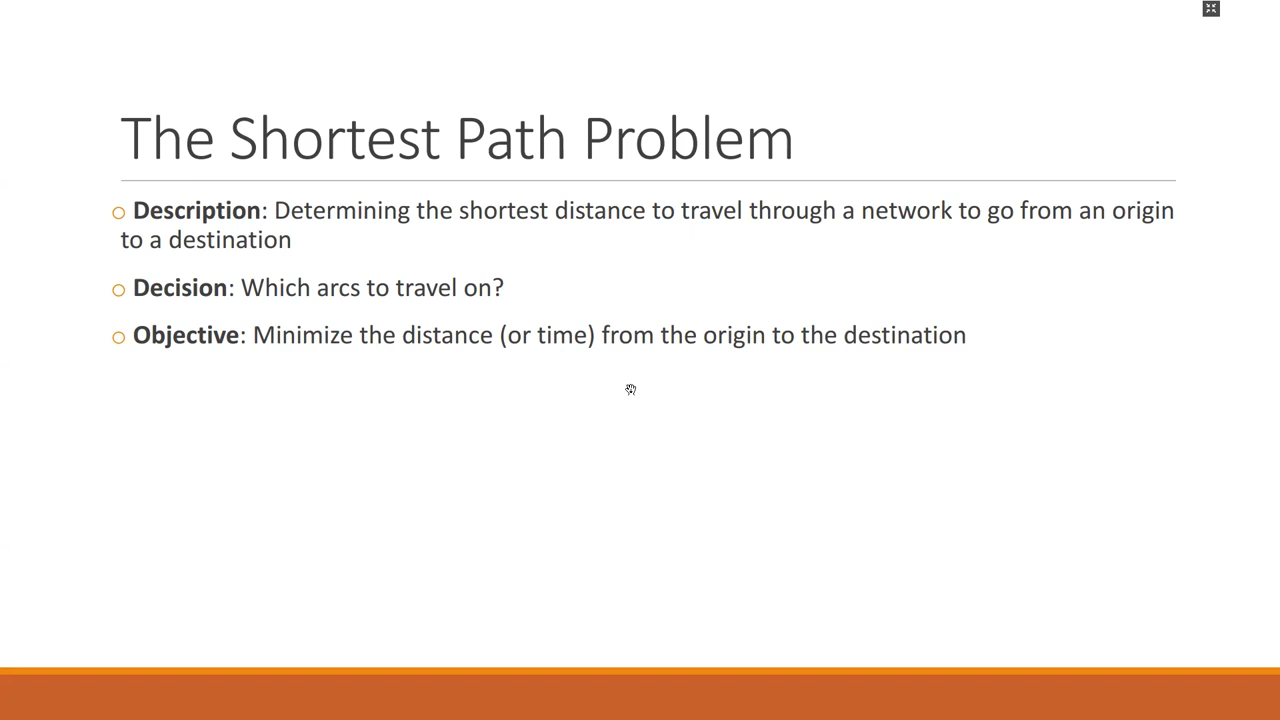 The Shortest Path Problem
Description: Determining the shortest distance to travel through a network to go from an origin
to a destination
Decision: Which arcs to travel on?
Objective: Minimize the distance (or time) from the origin to the destination